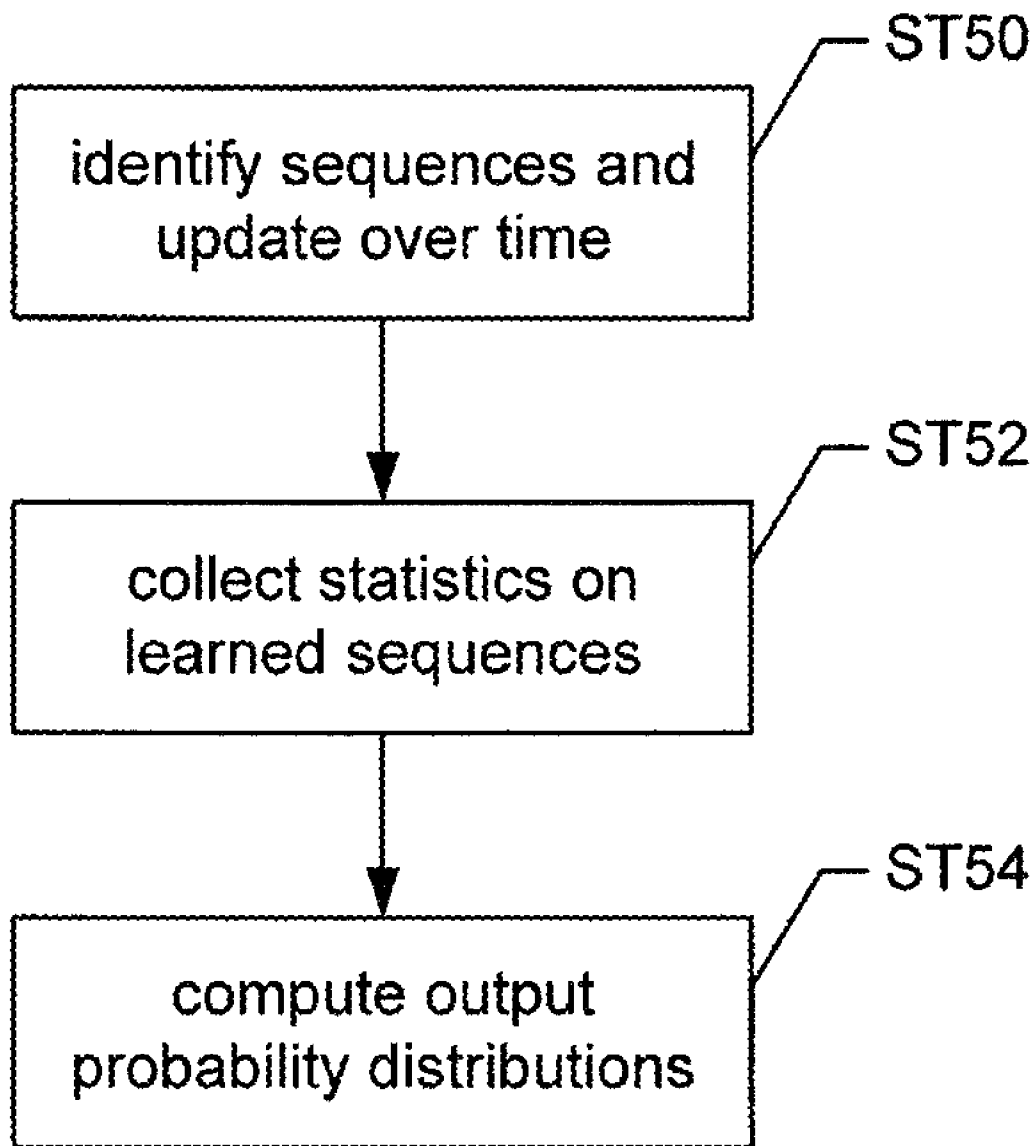 ST50
identify sequences and
update over time
ST52
collect statistics on
learned sequences
ST54
compute output
probability distributions